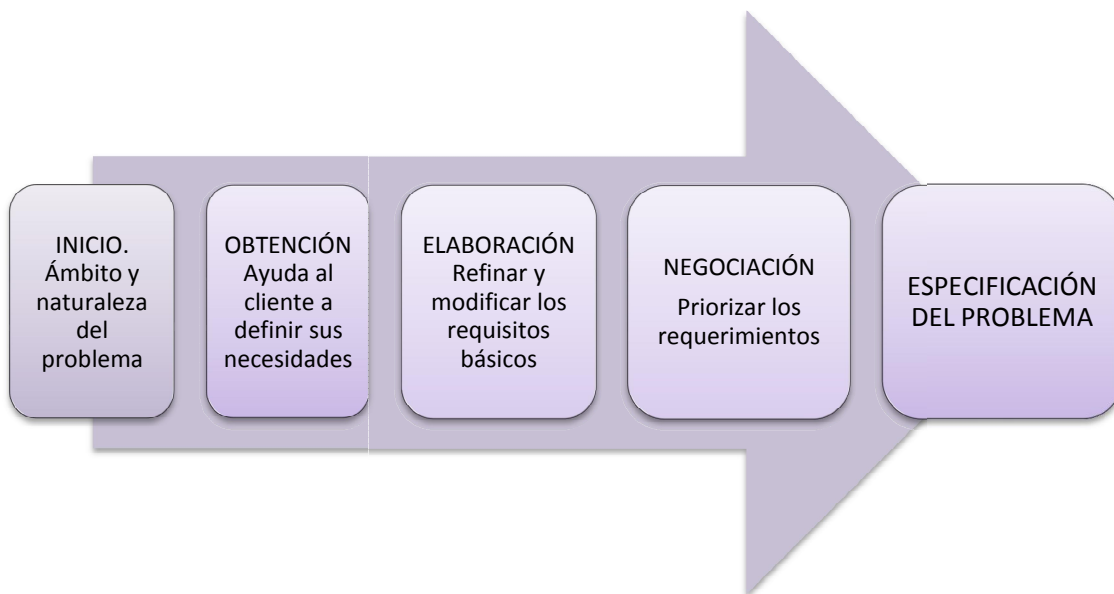 INICIO.
Ámbito y
naturaleza
del
problema
OBTENCIÓN
Ayuda al
cliente a
definir sus
necesidades
ELABORACIÓN
Refinar y
modificar los
requisitos
básicos
NEGOCIACIÓN
Priorizar los
requerimientos
ESPECIFICACIÓN
DEL PROBLEMA